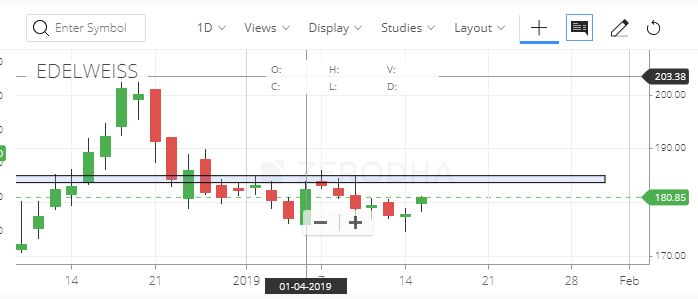 Enter Symbol 1D Views Display Studies Layout
EDELWEISS
O: H: V:
C: L: D:
203.38
200.00
190.00
ZERODHA
180.85
170.00
14 21 2019 7 14 21 28 Feb
01-04-2019